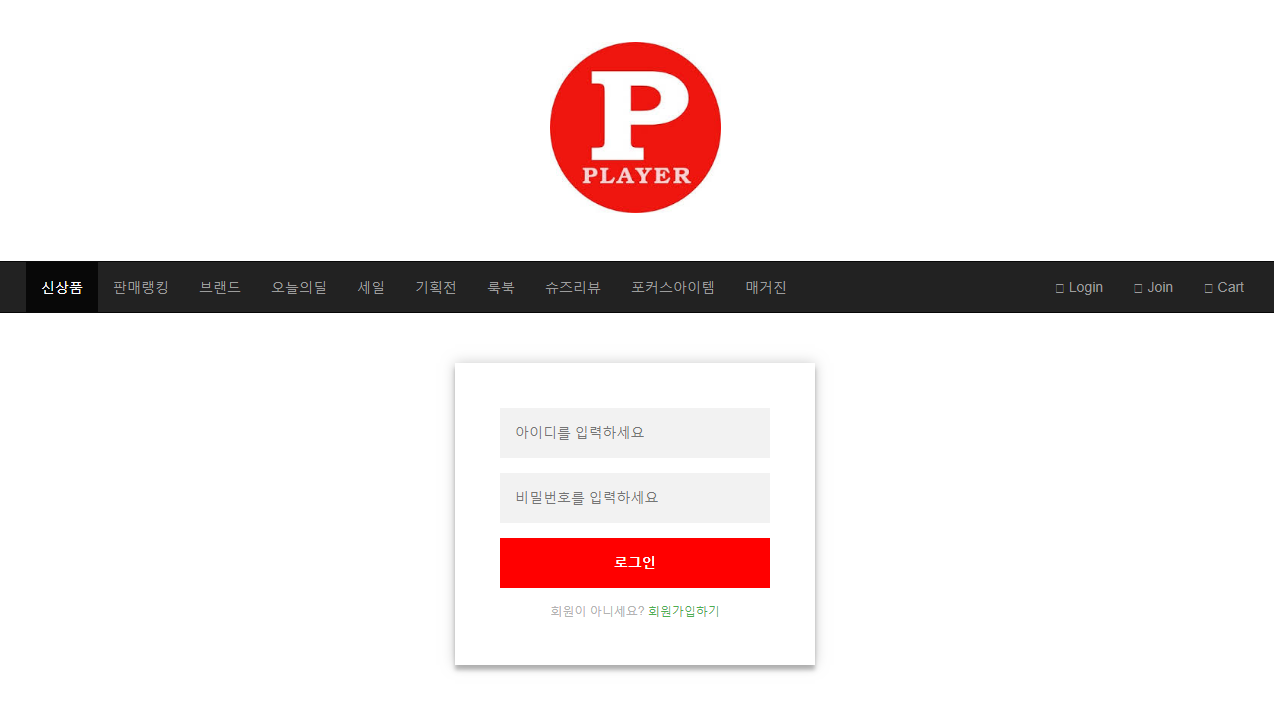 P
PLAYER
신상품 판매랭킹 브랜드 오늘의딜 세일 기획전 룩북 슈즈리뷰 포커스아이템 매거진 Login Join Cart
아이디를 입력하세요
비밀번호를 입력하세요
로그인
회원이 아니세요? 회원가입하기